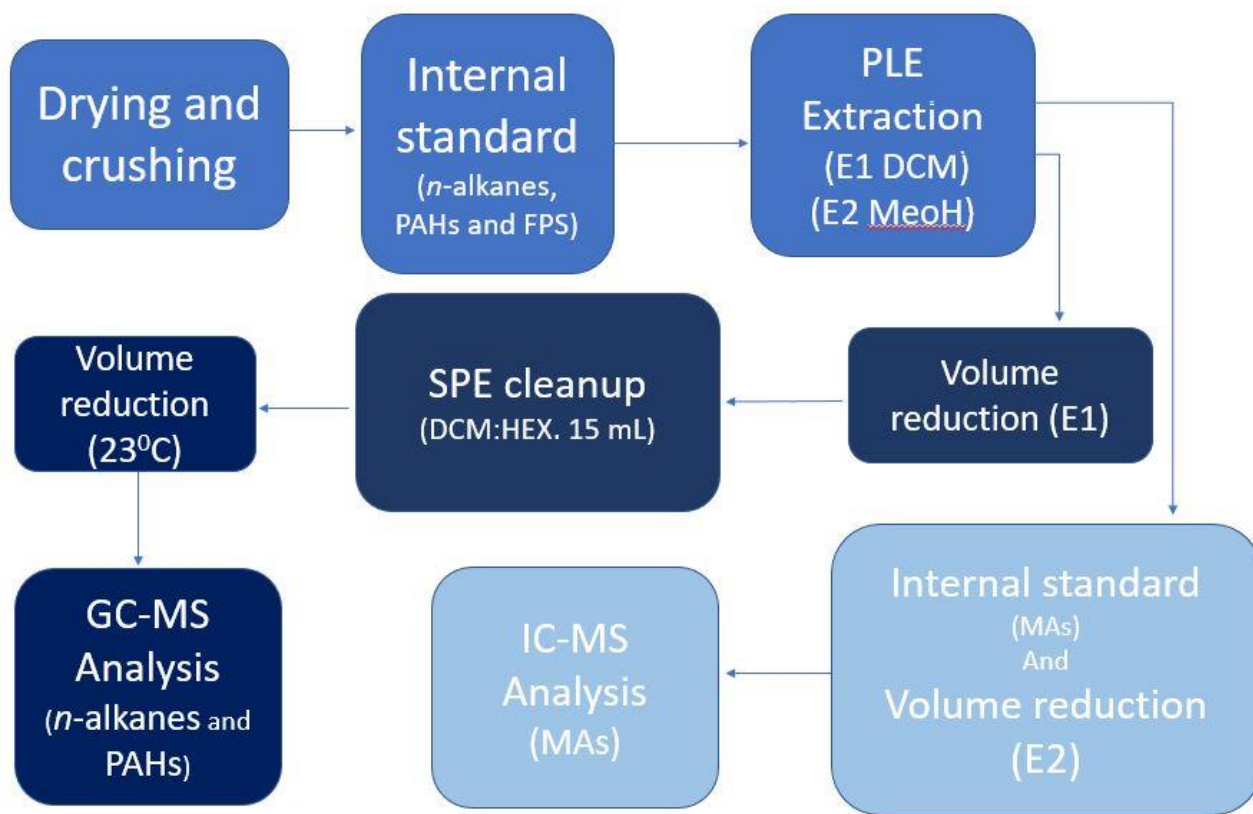 Drying and
crushing
Internal
standard
(n-alkanes,
PAHs and FPS)
PLE
Extraction
(E1 DCM)
(E2 MeoH)
Volume
reduction (E1)
SPE cleanup
(DCM:HEX. 15 mL)
Volume
reduction
(23⁰C)
GC-MS
Analysis
(n-alkanes and
PAHs)
Internal standard
(MAs)
And
Volume reduction
(E2)
IC-MS
Analysis
(MAs)